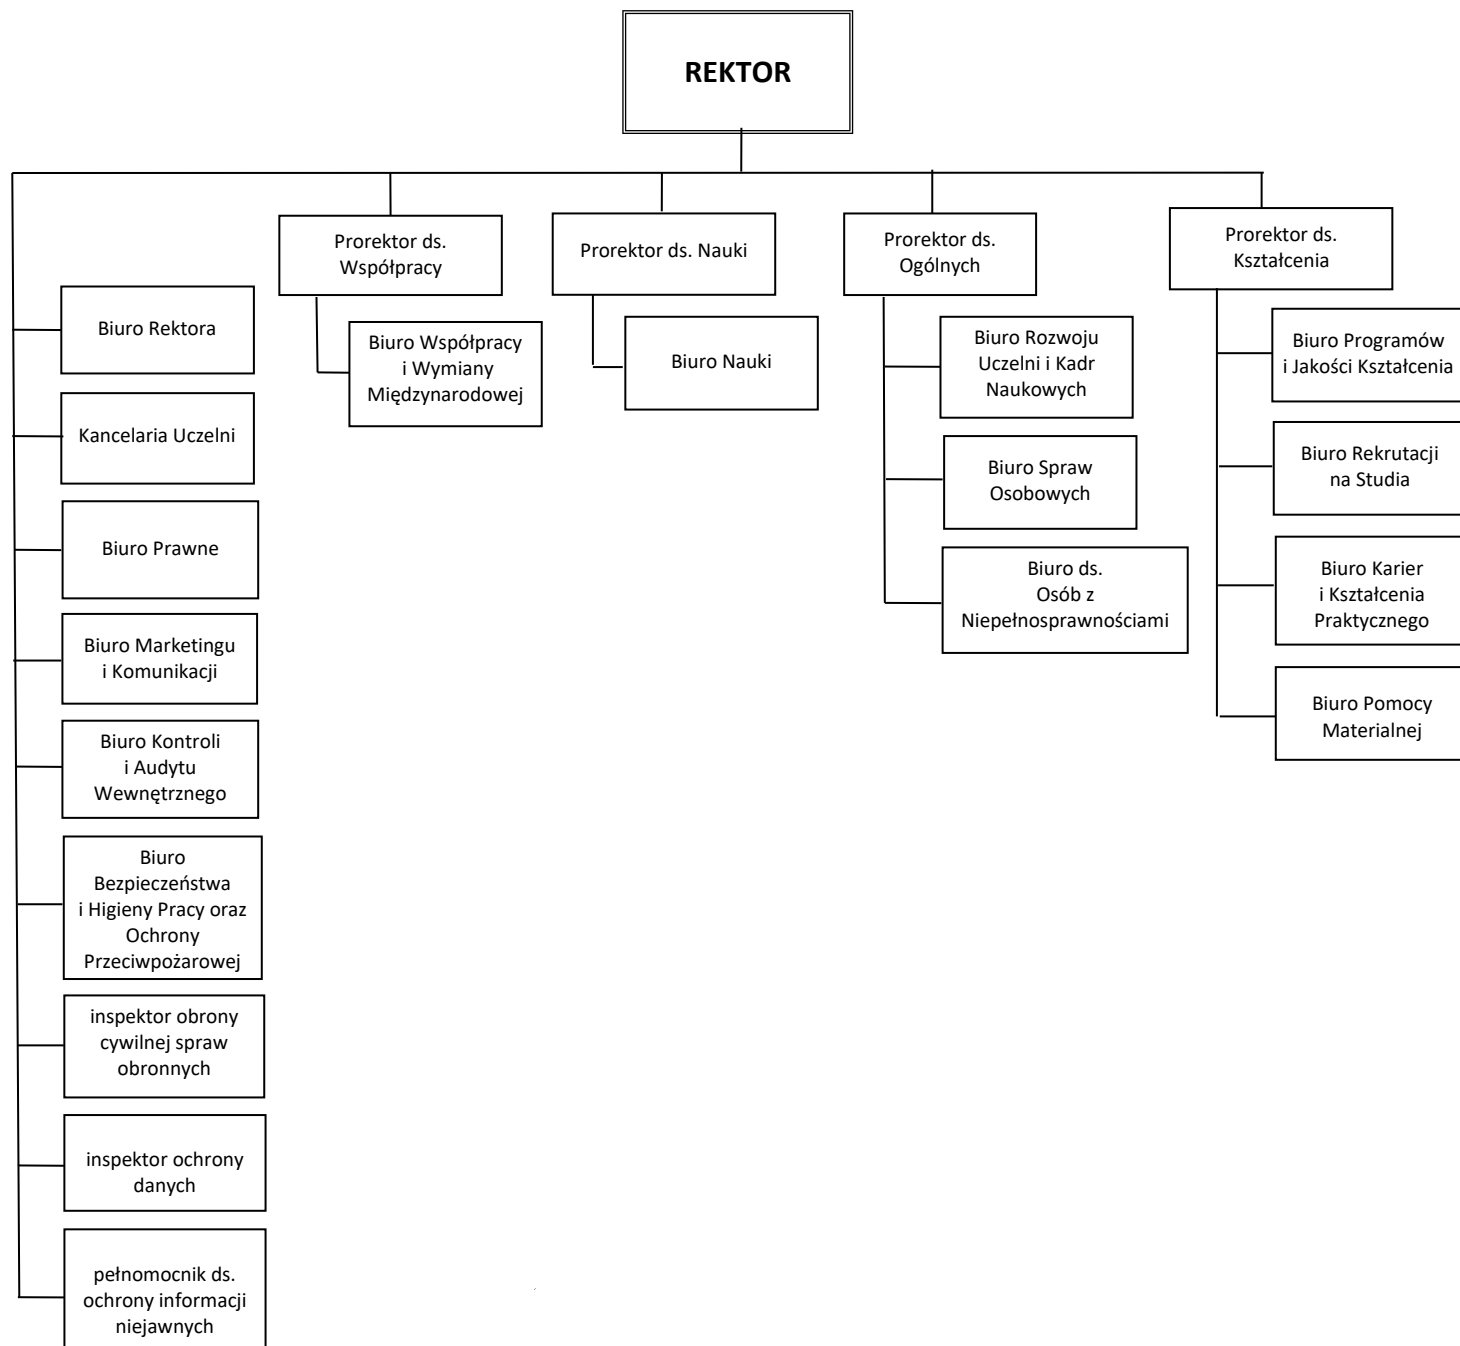 REKTOR
Prorektor ds.
Współpracy
Prorektor ds. Nauki
Prorektor ds.
Ogólnych
Prorektor ds.
Kształcenia
Biuro Rektora
Kancelaria Uczelni
Biuro Prawne
Biuro Marketingu
i Komunikacji
Biuro Kontroli
i Audytu
Wewnętrznego
Biuro
Bezpieczeństwa
i Higieny Pracy oraz
Ochrony
Przeciwpożarowej
inspektor obrony
cywilnej spraw
obronnych
inspektor ochrony
danych
pełnomocnik ds.
ochrony informacji
niejawnych
Biuro Współpracy
i Wymiany
Międzynarodowej
Biuro Nauki
Biuro Rozwoju
Uczelni i Kadr
Naukowych
Biuro Spraw
Osobowych
Biuro ds.
Osób z
Niepełnosprawnościami
Biuro Programów
i Jakości Kształcenia
Biuro Rekrutacji
na Studia
Biuro Karier
i Kształcenia
Praktycznego
Biuro Pomocy
Materialnej